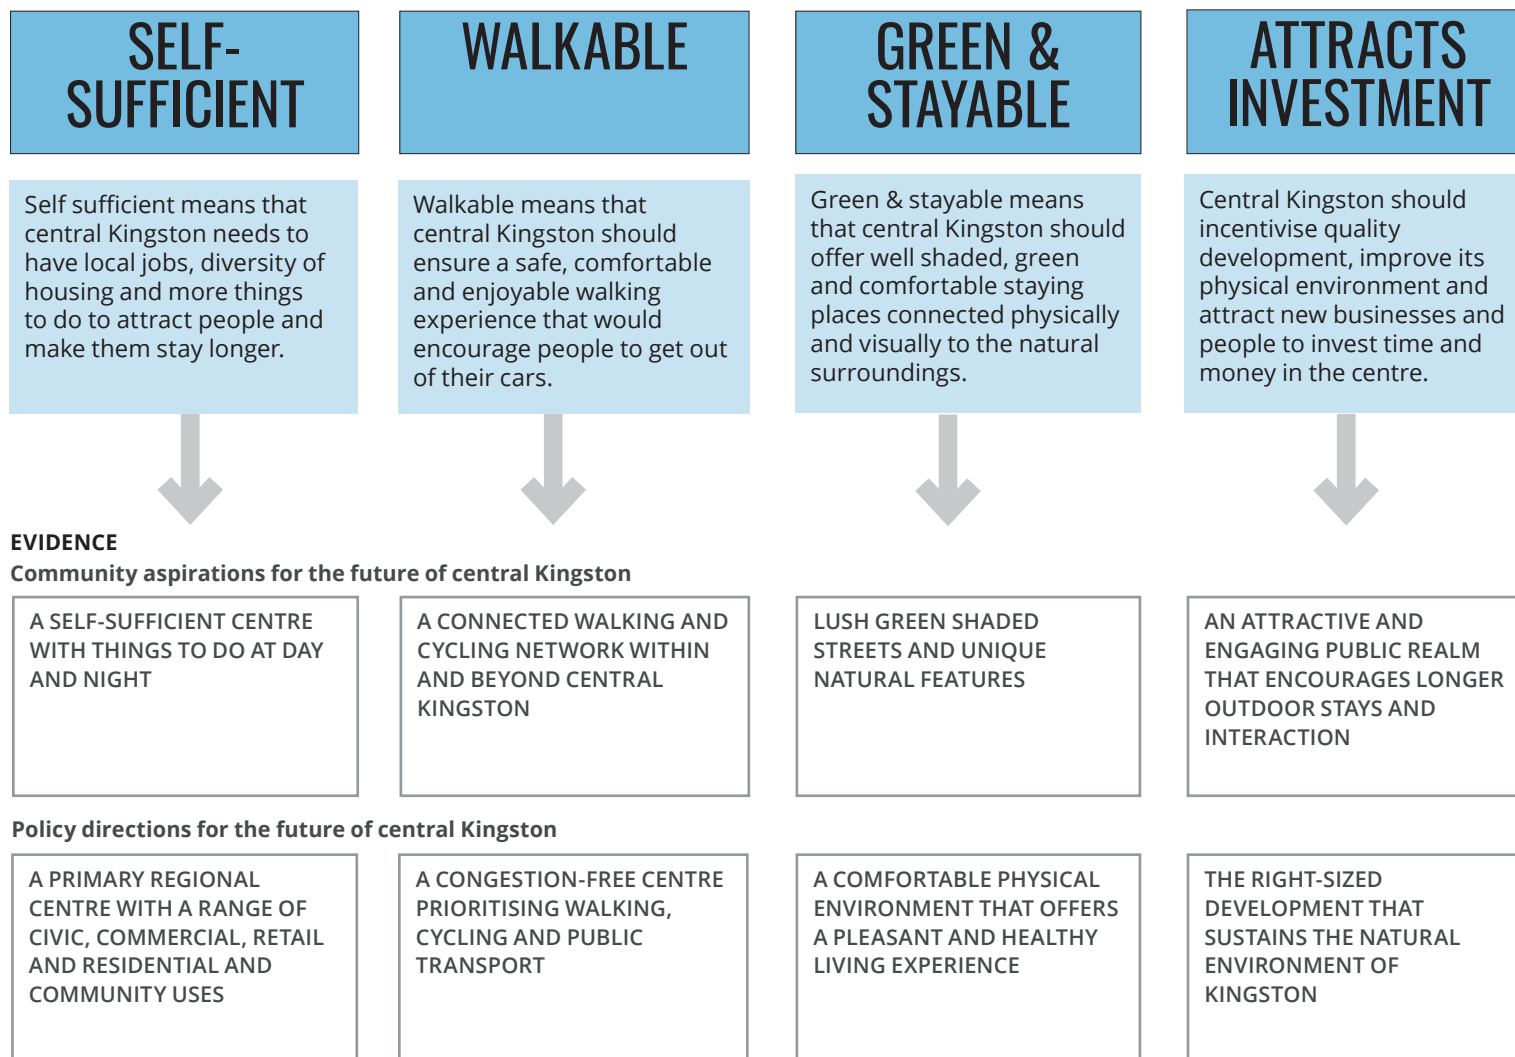 SELF-
SUFFICIENT
WALKABLE
GREEN &
STAYABLE
ATTRACTS
INVESTMENT
Self sufficient means that
central Kingston needs to
have local jobs, diversity of
housing and more things
to do to attract people and
make them stay longer.
Walkable means that
central Kingston should
ensure a safe, comfortable
and enjoyable walking
experience that would
encourage people to get out
of their cars.
Green & stayable means
that central Kingston should
offer well shaded, green
and comfortable staying
places connected physically
and visually to the natural
surroundings.
Central Kingston should
incentivise quality
development, improve its
physical environment and
attract new businesses and
people to invest time and
money in the centre.
EVIDENCE
Community aspirations for the future of central Kingston
A SELF-SUFFICIENT CENTRE
WITH THINGS TO DO AT DAY
AND NIGHT
A CONNECTED WALKING AND
CYCLING NETWORK WITHIN
AND BEYOND CENTRAL
KINGSTON
LUSH GREEN SHADED
STREETS AND UNIQUE
NATURAL FEATURES
AN ATTRACTIVE AND
ENGAGING PUBLIC REALM
THAT ENCOURAGES LONGER
OUTDOOR STAYS AND
INTERACTION
Policy directions for the future of central Kingston
A PRIMARY REGIONAL
CENTRE WITH A RANGE OF
CIVIC, COMMERCIAL, RETAIL
AND RESIDENTIAL AND
COMMUNITY USES
A CONGESTION-FREE CENTRE
PRIORITISING WALKING,
CYCLING AND PUBLIC
TRANSPORT
A COMFORTABLE PHYSICAL
ENVIRONMENT THAT OFFERS
A PLEASANT AND HEALTHY
LIVING EXPERIENCE
THE RIGHT-SIZED
DEVELOPMENT THAT
SUSTAINS THE NATURAL
ENVIRONMENT OF
KINGSTON